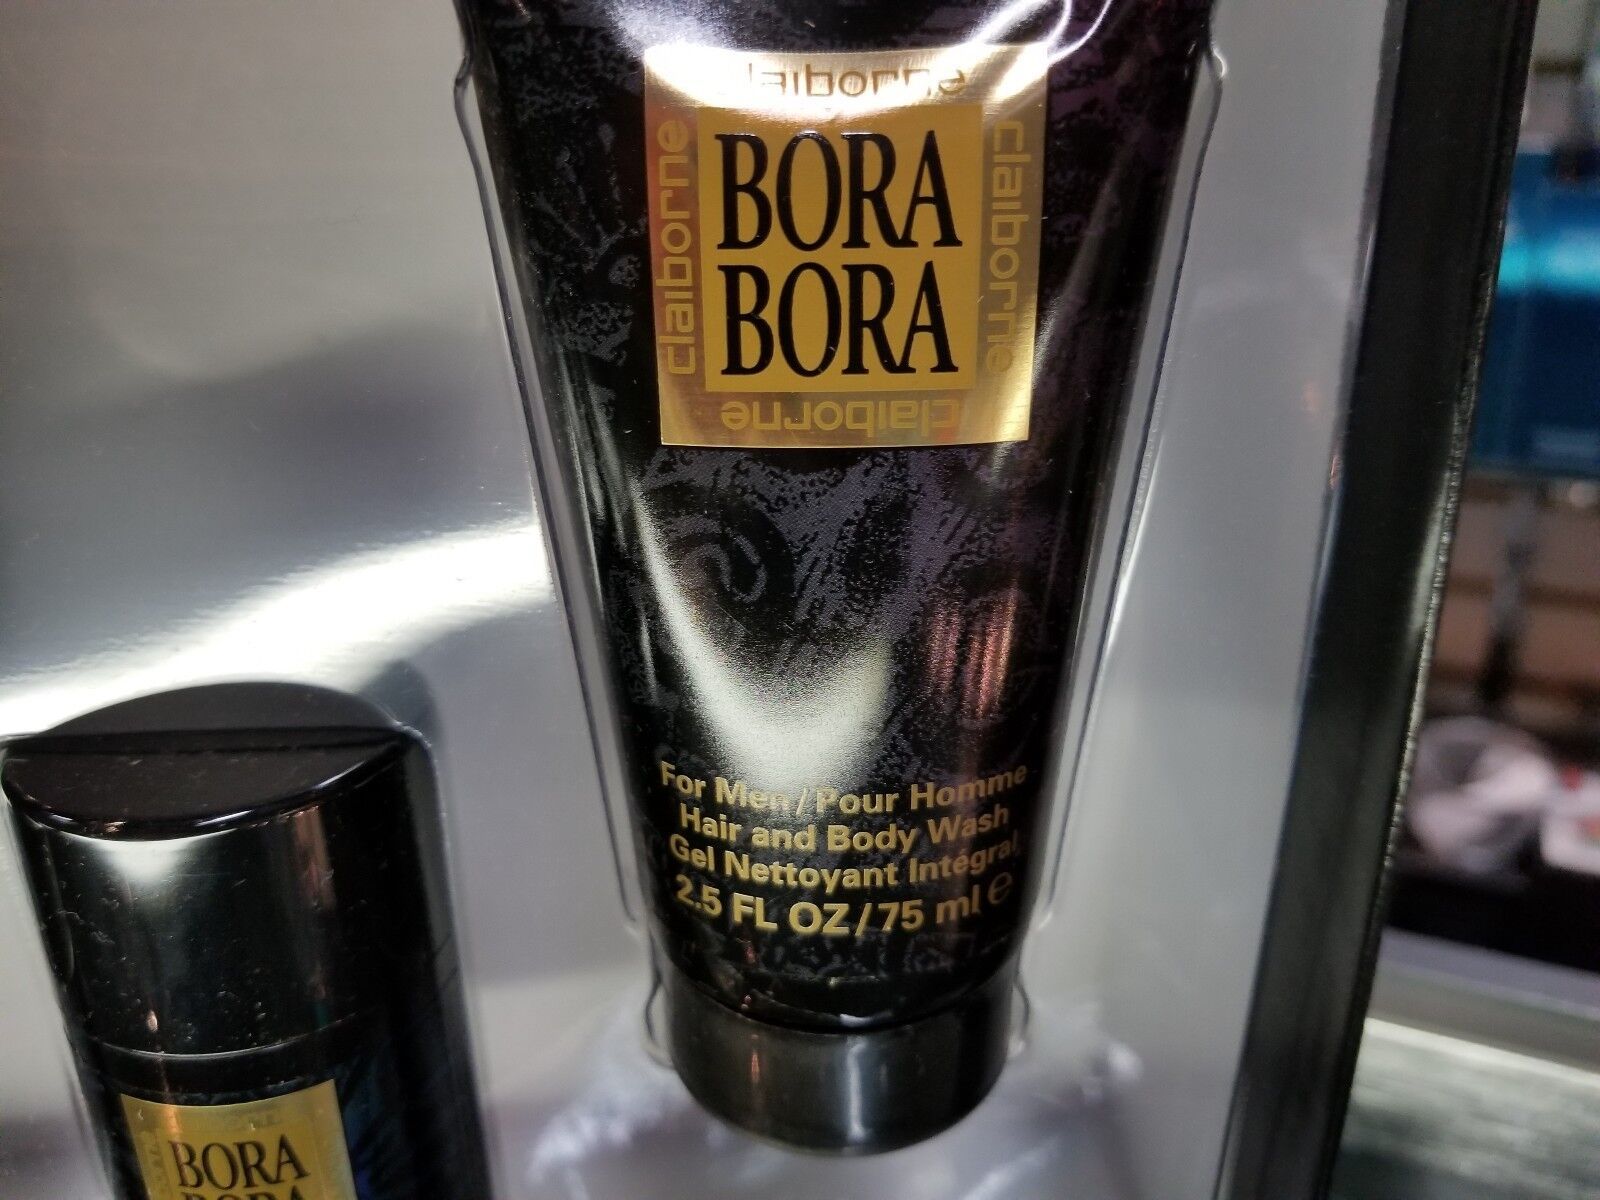 claiborne
BORA
BORA
claiborne
claiborne
claiborne
For Men / Pour Homme
Hair and Body Wash
Gel Nettoyant Intégral
2.5 FL OZ / 75 ml e
BORA
BORA